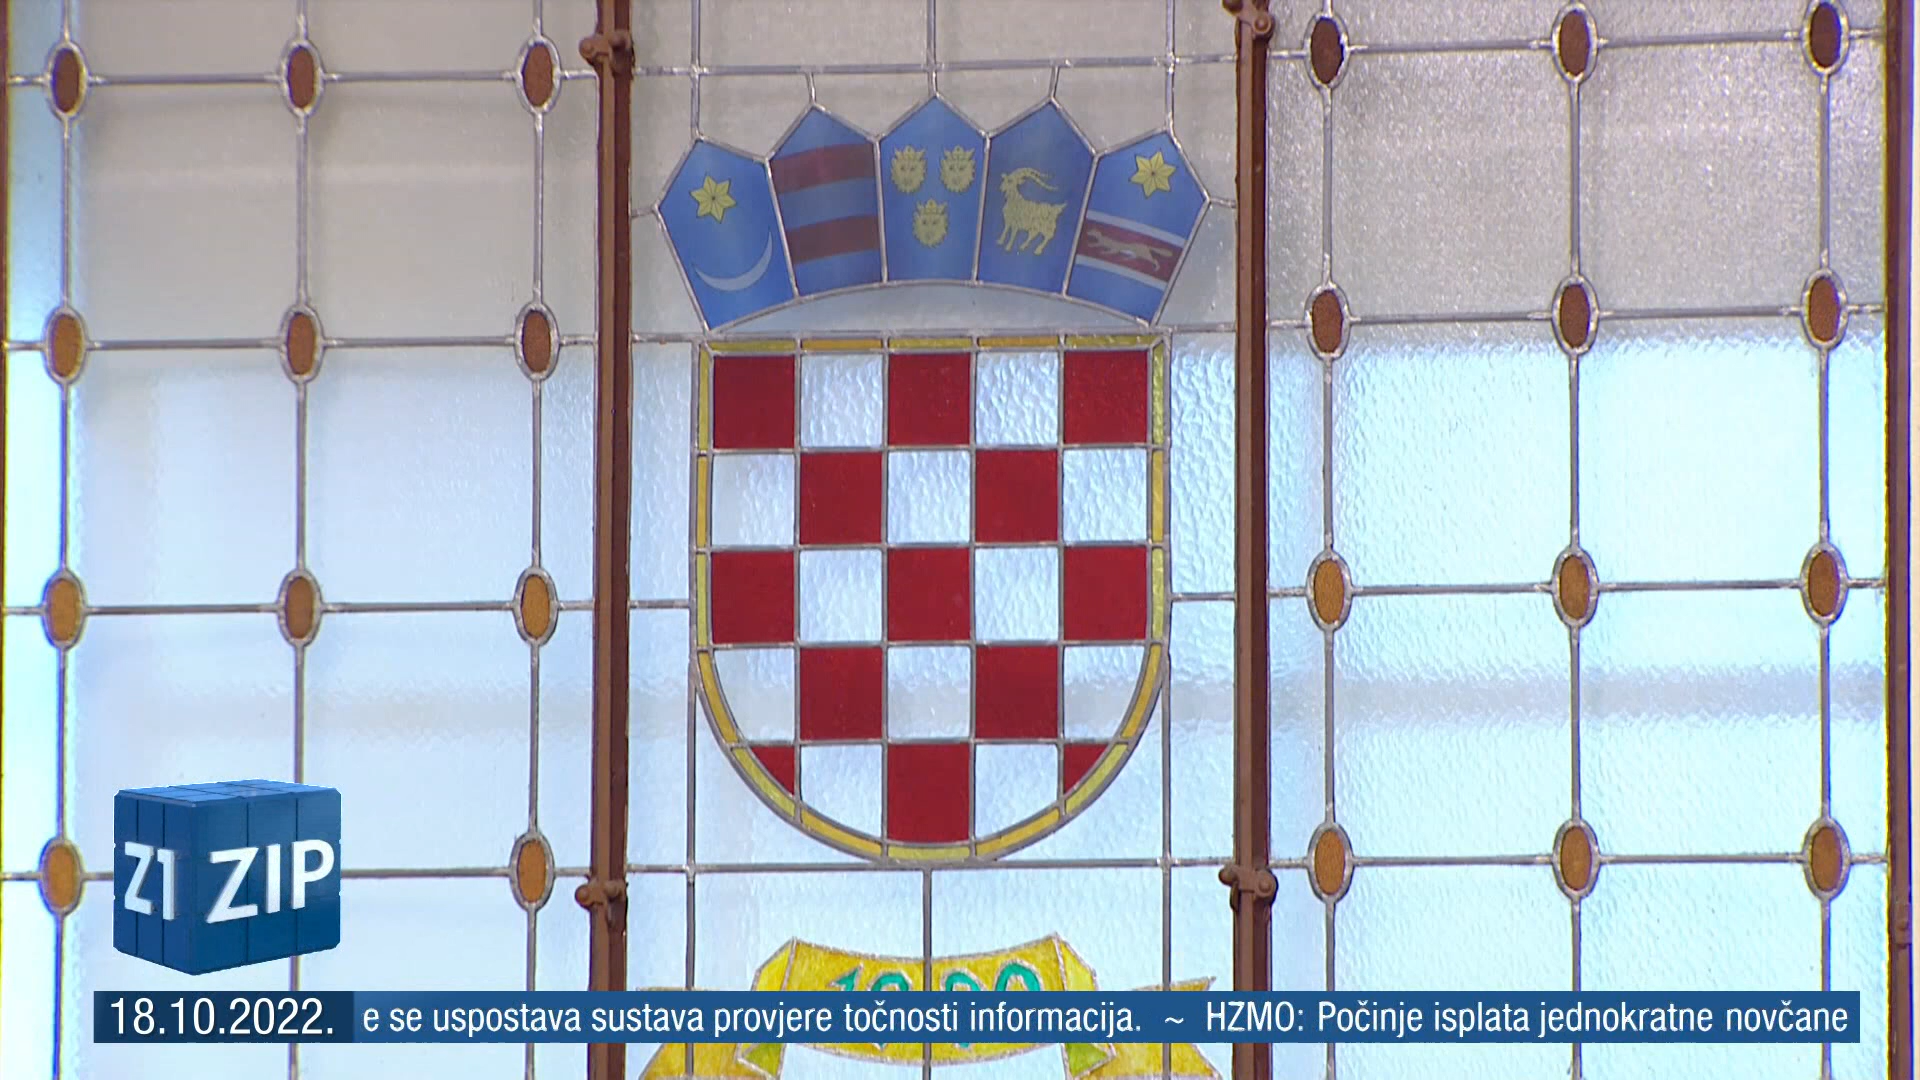 Z1 ZIP
18.10.2022. e se uspostava sustava provjere točnosti informacija. ~ HZMO: Počinje isplata jednokratne novčane